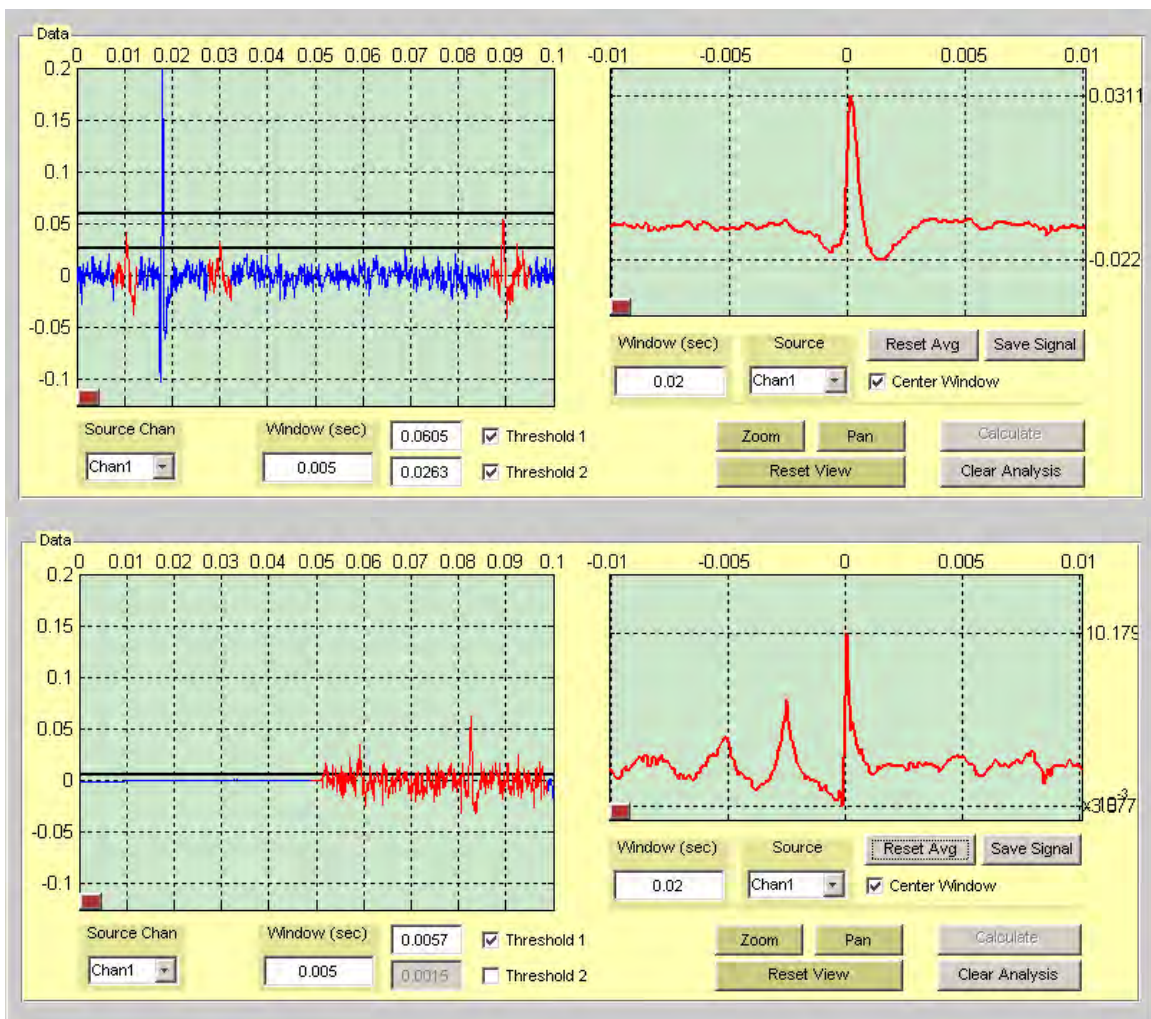 Data
0 0.01 0.02 0.03 0.04 0.05 0.06 0.07 0.08 0.09 0.1
-0.01 -0.005 0 0.005 0.01
0.2
0.15
0.1
0.05
0
-0.05
-0.1
0.0311
-0.022
Window (sec) Source Reset Avg Save Signal
0.02 Chan1 Center Window
Source Chan Window (sec) 0.0605 Threshold 1
Chan1 0.005 0.0263 Threshold 2
Zoom Pan Calculate
Reset View Clear Analysis
Data
0 0.01 0.02 0.03 0.04 0.05 0.06 0.07 0.08 0.09 0.1
-0.01 -0.005 0 0.005 0.01
0.2
0.15
0.1
0.05
0
-0.05
-0.1
10.179
Window (sec) Source Reset Avg Save Signal
0.02 Chan1 Center Window
Source Chan Window (sec) 0.0057 Threshold 1
Chan1 0.005 0.0015 Threshold 2
Zoom Pan Calculate
Reset View Clear Analysis